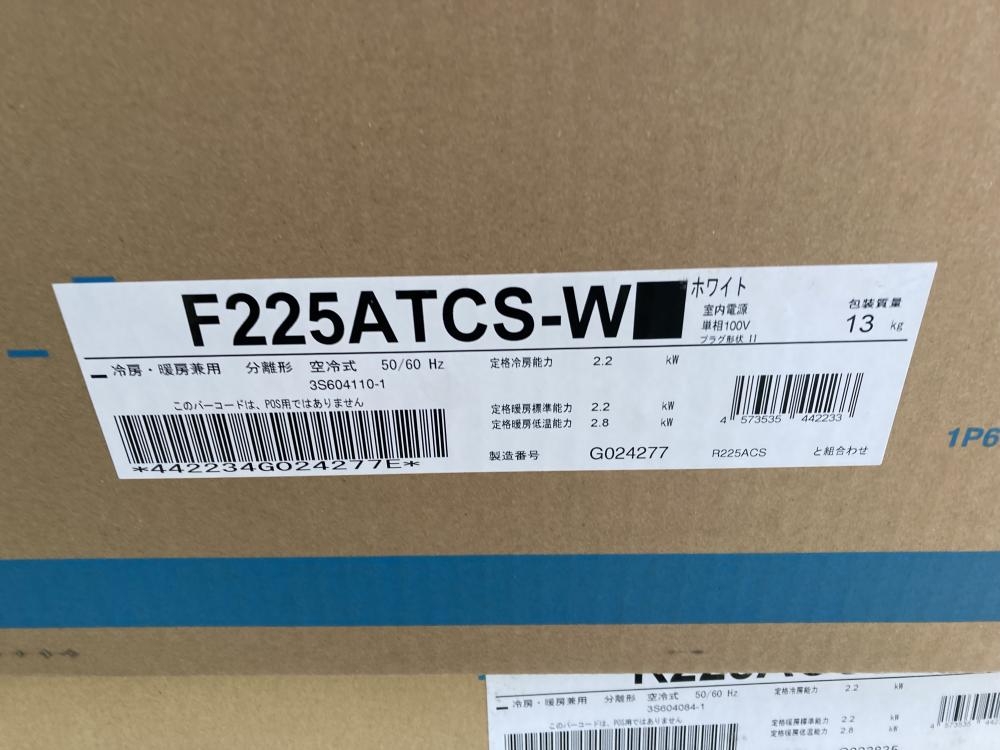 F225ATCS-W
ホワイト
室内電源
単相100V
プラグ形状 II
包装質量
13 kg
冷房・暖房兼用 分離形 空冷式 50/60 Hz
3S604110-1
このバーコードは、POS用ではありません
*442234G024277E*
定格冷房能力 2.2 kW
定格暖房標準能力 2.2 kW
定格暖房低温能力 2.8 kW
製造番号 G024277
4 573535 442233
R225ACS と組合わせ
1P6
冷房・暖房兼用 分離形 空冷式 50/60 Hz
3S604084-1
このバーコードは、POS用ではありません
定格冷房能力 2.2 kW
定格暖房標準能力 2.2 kW
定格暖房低温能力 2.8 kW
4 573535 442